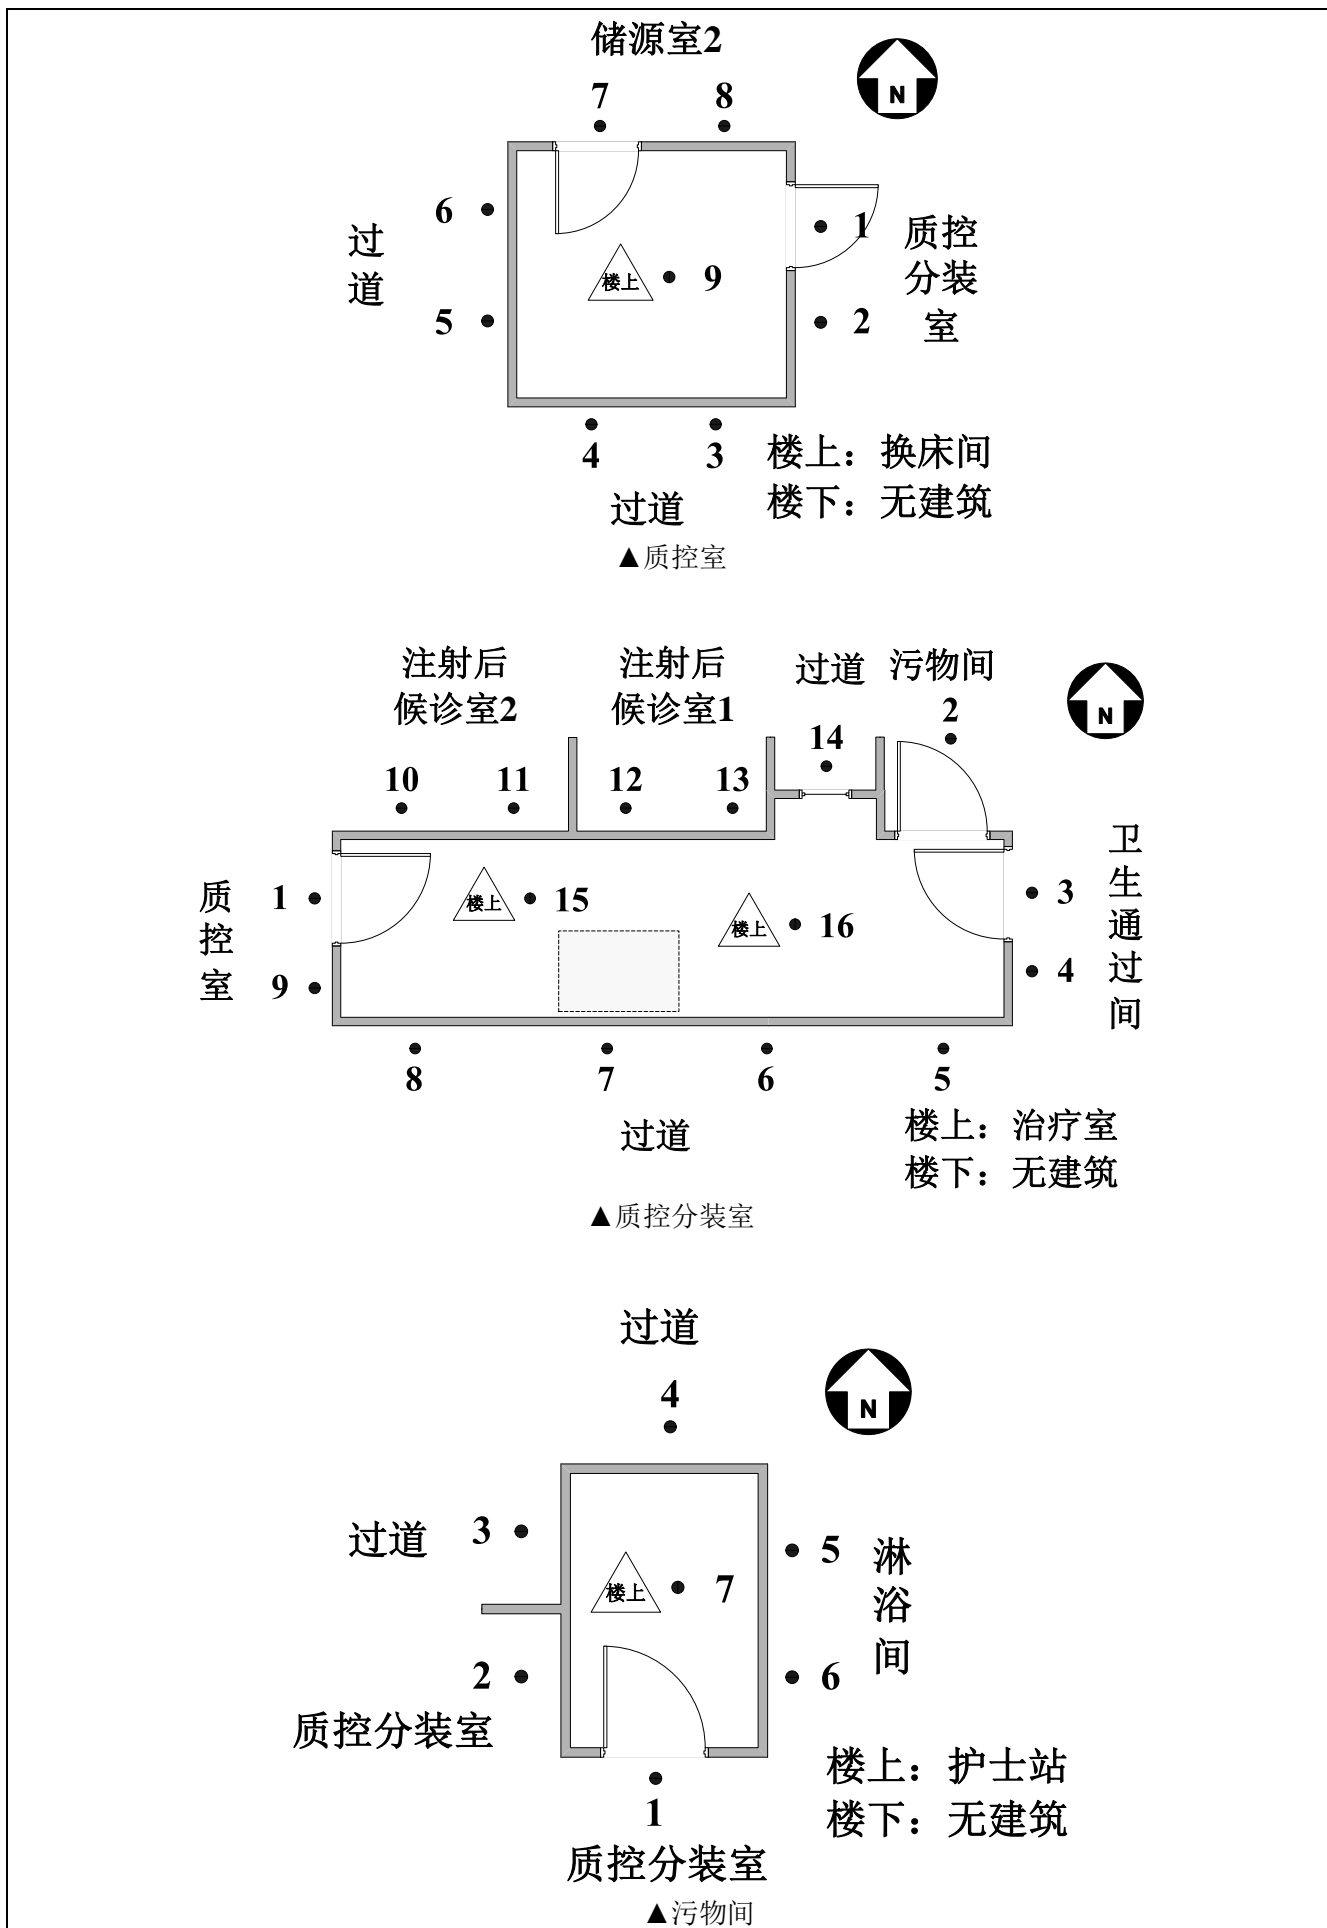 储源室2
N
7
8
6
1
过道
质控分装室
楼上
9
5
2
4
3
楼上：换床间
楼下：无建筑
过道
▲质控室
注射后
候诊室2
注射后
候诊室1
过道
污物间
N
2
14
10
11
12
13
卫生通过间
质控室
1
楼上
15
3
楼上
16
9
4
8
7
6
5
过道
楼上：治疗室
楼下：无建筑
▲质控分装室
过道
N
4
过道
3
5
淋浴间
楼上
7
2
6
质控分装室
楼上：护士站
楼下：无建筑
1
质控分装室
▲污物间